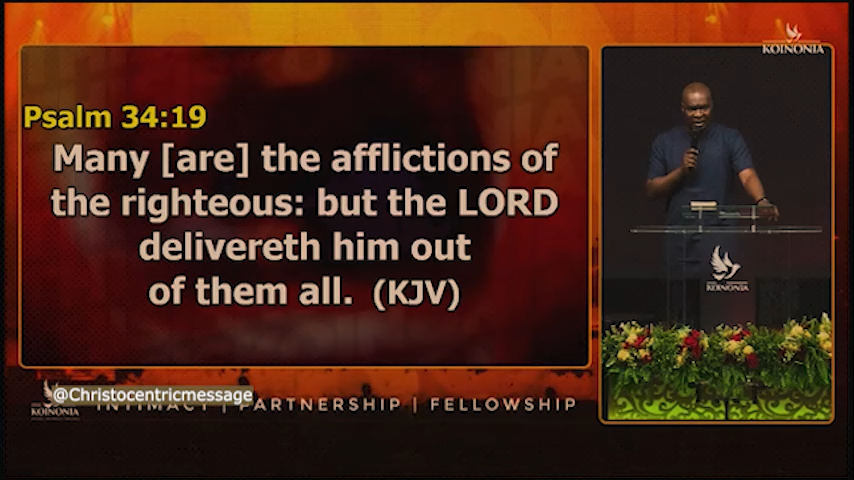 KOINONIA
Psalm 34:19
Many [are] the afflictions of
the righteous: but the LORD
delivereth him out
of them all. (KJV)
KOINONIA
@Christocentricmessage
KOINONIA
INTIMACY | PARTNERSHIP | FELLOWSHIP